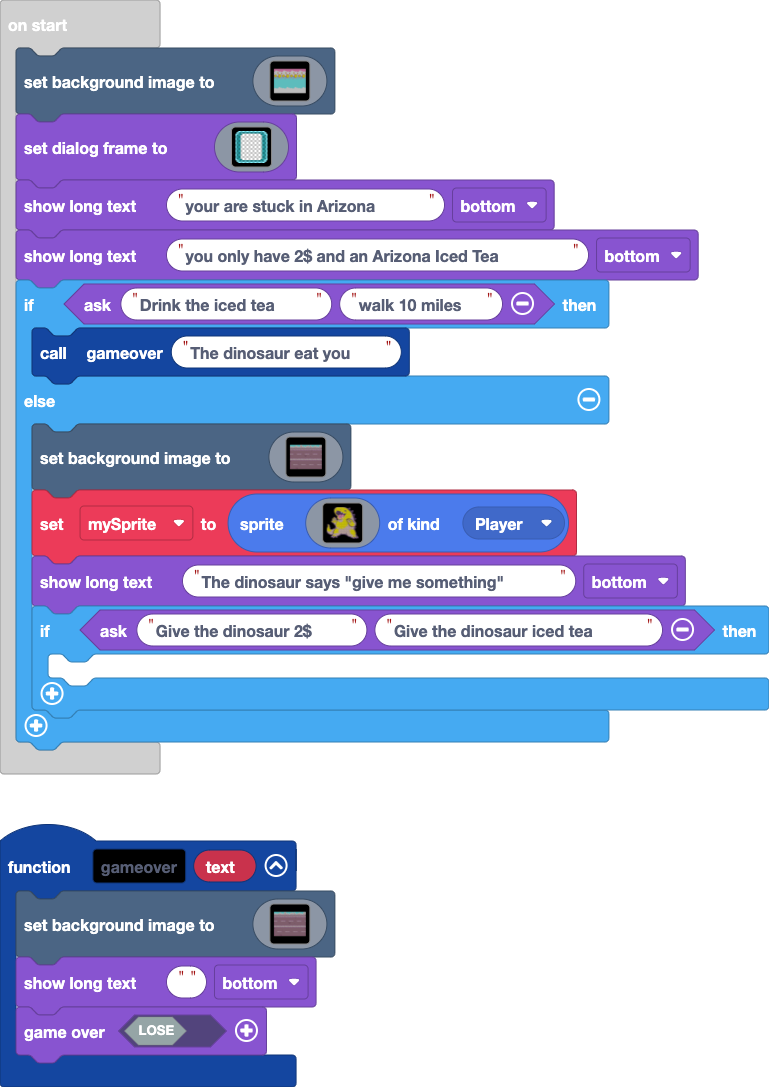 on start
set background image to
set dialog frame to
show long text "your are stuck in Arizona" bottom
show long text "you only have 2$ and an Arizona Iced Tea" bottom
if ask "Drink the iced tea" "walk 10 miles" then
call gameover "The dinosaur eat you"
else
set background image to
set mySprite to sprite of kind Player
show long text "The dinosaur says "give me something"" bottom
if ask "Give the dinosaur 2$" "Give the dinosaur iced tea" then
function gameover text
set background image to
show long text " " bottom
game over LOSE